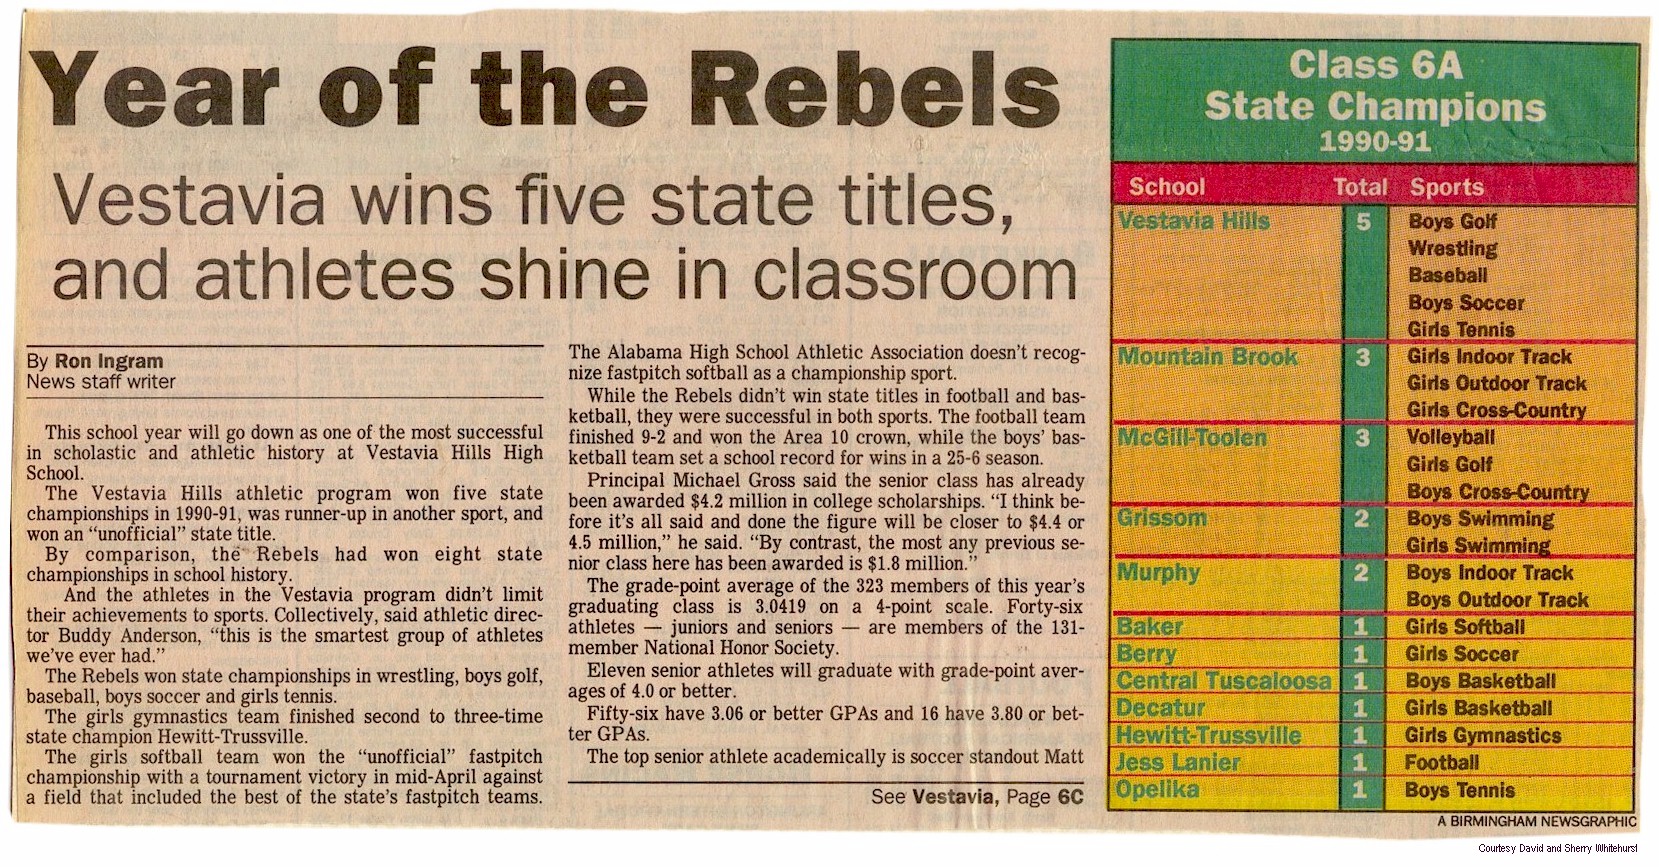 Year of the Rebels
Vestavia wins five state titles,
and athletes shine in classroom
By Ron Ingram
News staff writer
This school year will go down as one of the most successful
in scholastic and athletic history at Vestavia Hills High
School.
The Vestavia Hills athletic program won five state
championships in 1990-91, was runner-up in another sport, and
won an “unofficial” state title.
By comparison, the Rebels had won eight state
championships in school history.
And the athletes in the Vestavia program didn’t limit
their achievements to sports. Collectively, said athletic direc-
tor Buddy Anderson, “this is the smartest group of athletes
we’ve ever had.”
The Rebels won state championships in wrestling, boys golf,
baseball, boys soccer and girls tennis.
The girls gymnastics team finished second to three-time
state champion Hewitt-Trussville.
The girls softball team won the “unofficial” fastpitch
championship with a tournament victory in mid-April against
a field that included the best of the state’s fastpitch teams.
The Alabama High School Athletic Association doesn’t recog-
nize fastpitch softball as a championship sport.
While the Rebels didn’t win state titles in football and bas-
ketball, they were successful in both sports. The football team
finished 9-2 and won the Area 10 crown, while the boys’ bas-
ketball team set a school record for wins in a 25-6 season.
Principal Michael Gross said the senior class has already
been awarded $4.2 million in college scholarships. “I think be-
fore it’s all said and done the figure will be closer to $4.4 or
4.5 million,” he said. “By contrast, the most any previous se-
nior class here has been awarded is $1.8 million.”
The grade-point average of the 323 members of this year’s
graduating class is 3.0419 on a 4-point scale. Forty-six
athletes — juniors and seniors — are members of the 131-
member National Honor Society.
Eleven senior athletes will graduate with grade-point aver-
ages of 4.0 or better.
Fifty-six have 3.06 or better GPAs and 16 have 3.80 or bet-
ter GPAs.
The top senior athlete academically is soccer standout Matt
See Vestavia, Page 6C
Class 6A
State Champions
1990-91
School Total Sports
Vestavia Hills 5 Boys Golf
Wrestling
Baseball
Boys Soccer
Girls Tennis
Mountain Brook 3 Girls Indoor Track
Girls Outdoor Track
Girls Cross-Country
McGill-Toolen 3 Volleyball
Girls Golf
Boys Cross-Country
Grissom 2 Boys Swimming
Girls Swimming
Murphy 2 Boys Indoor Track
Boys Outdoor Track
Baker 1 Girls Softball
Berry 1 Girls Soccer
Central Tuscaloosa 1 Boys Basketball
Decatur 1 Girls Basketball
Hewitt-Trussville 1 Girls Gymnastics
Jess Lanier 1 Football
Opelika 1 Boys Tennis
A BIRMINGHAM NEWSGRAPHIC
Courtesy David and Sherry Whitehurst